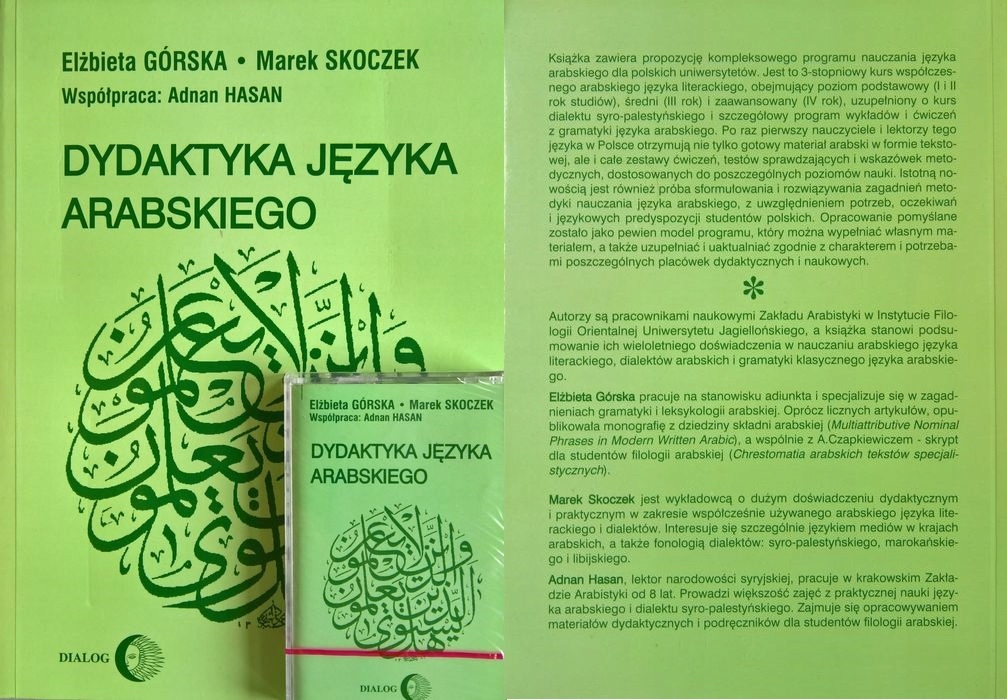 Elżbieta GÓRSKA • Marek SKOCZEK
Współpraca: Adnan HASAN
DYDAKTYKA JĘZYKA
ARABSKIEGO
DIALOG
Elżbieta GÓRSKA • Marek SKOCZEK
Współpraca: Adnan HASAN
DYDAKTYKA JĘZYKA
ARABSKIEGO
DIALOG
Książka zawiera propozycję kompleksowego programu nauczania języka
arabskiego dla polskich uniwersytetów. Jest to 3-stopniowy kurs współczes-
nego arabskiego języka literackiego, obejmujący poziom podstawowy (I i II
rok studiów), średni (III rok) i zaawansowany (IV rok), uzupełniony o kurs
dialektu syro-palestyńskiego i szczegółowy program wykładów i ćwiczeń
z gramatyki języka arabskiego. Po raz pierwszy nauczyciele i lektorzy tego
języka w Polsce otrzymują nie tylko gotowy materiał arabski w formie teksto-
wej, ale i całe zestawy ćwiczeń, testów sprawdzających i wskazówek meto-
dycznych, dostosowanych do poszczególnych poziomów nauki. Istotną no-
wością jest również próba sformułowania i rozwiązywania zagadnień meto-
dyki nauczania języka arabskiego, z uwzględnieniem potrzeb, oczekiwań
i językowych predyspozycji studentów polskich. Opracowanie pomyślane
zostało jako pewien model programu, który można wypełniać własnym ma-
teriałem, a także uzupełniać i uaktualniać zgodnie z charakterem i potrzeba-
mi poszczególnych placówek dydaktycznych i naukowych.
Autorzy są pracownikami naukowymi Zakładu Arabistyki w Instytucie Filo-
logii Orientalnej Uniwersytetu Jagiellońskiego, a książka stanowi podsu-
mowanie ich wieloletniego doświadczenia w nauczaniu arabskiego języka
literackiego, dialektów arabskich i gramatyki klasycznego języka arabskie-
go.
Elżbieta Górska pracuje na stanowisku adiunkta i specjalizuje się w zagad-
nieniach gramatyki i leksykologii arabskiej. Oprócz licznych artykułów, opu-
blikowała monografię z dziedziny składni arabskiej (Multiattributive Nominal
Phrases in Modern Written Arabic), a wspólnie z A.Czapkiewiczem - skrypt
dla studentów filologii arabskiej (Chrestomatia arabskich tekstów specjali-
stycznych).
Marek Skoczek jest wykładowcą o dużym doświadczeniu dydaktycznym
i praktycznym w zakresie współcześnie używanego arabskiego języka lite-
rackiego i dialektów. Interesuje się szczególnie językiem mediów w krajach
arabskich, a także fonologią dialektów: syro-palestyńskiego, marokańskie-
go i libijskiego.
Adnan Hasan, lektor narodowości syryjskiej, pracuje w krakowskim Zakła-
dzie Arabistyki od 8 lat. Prowadzi większość zajęć z praktycznej nauki języ-
ka arabskiego i dialektu syro-palestyńskiego. Zajmuje się opracowywaniem
materiałów dydaktycznych i podręczników dla studentów filologii arabskiej.